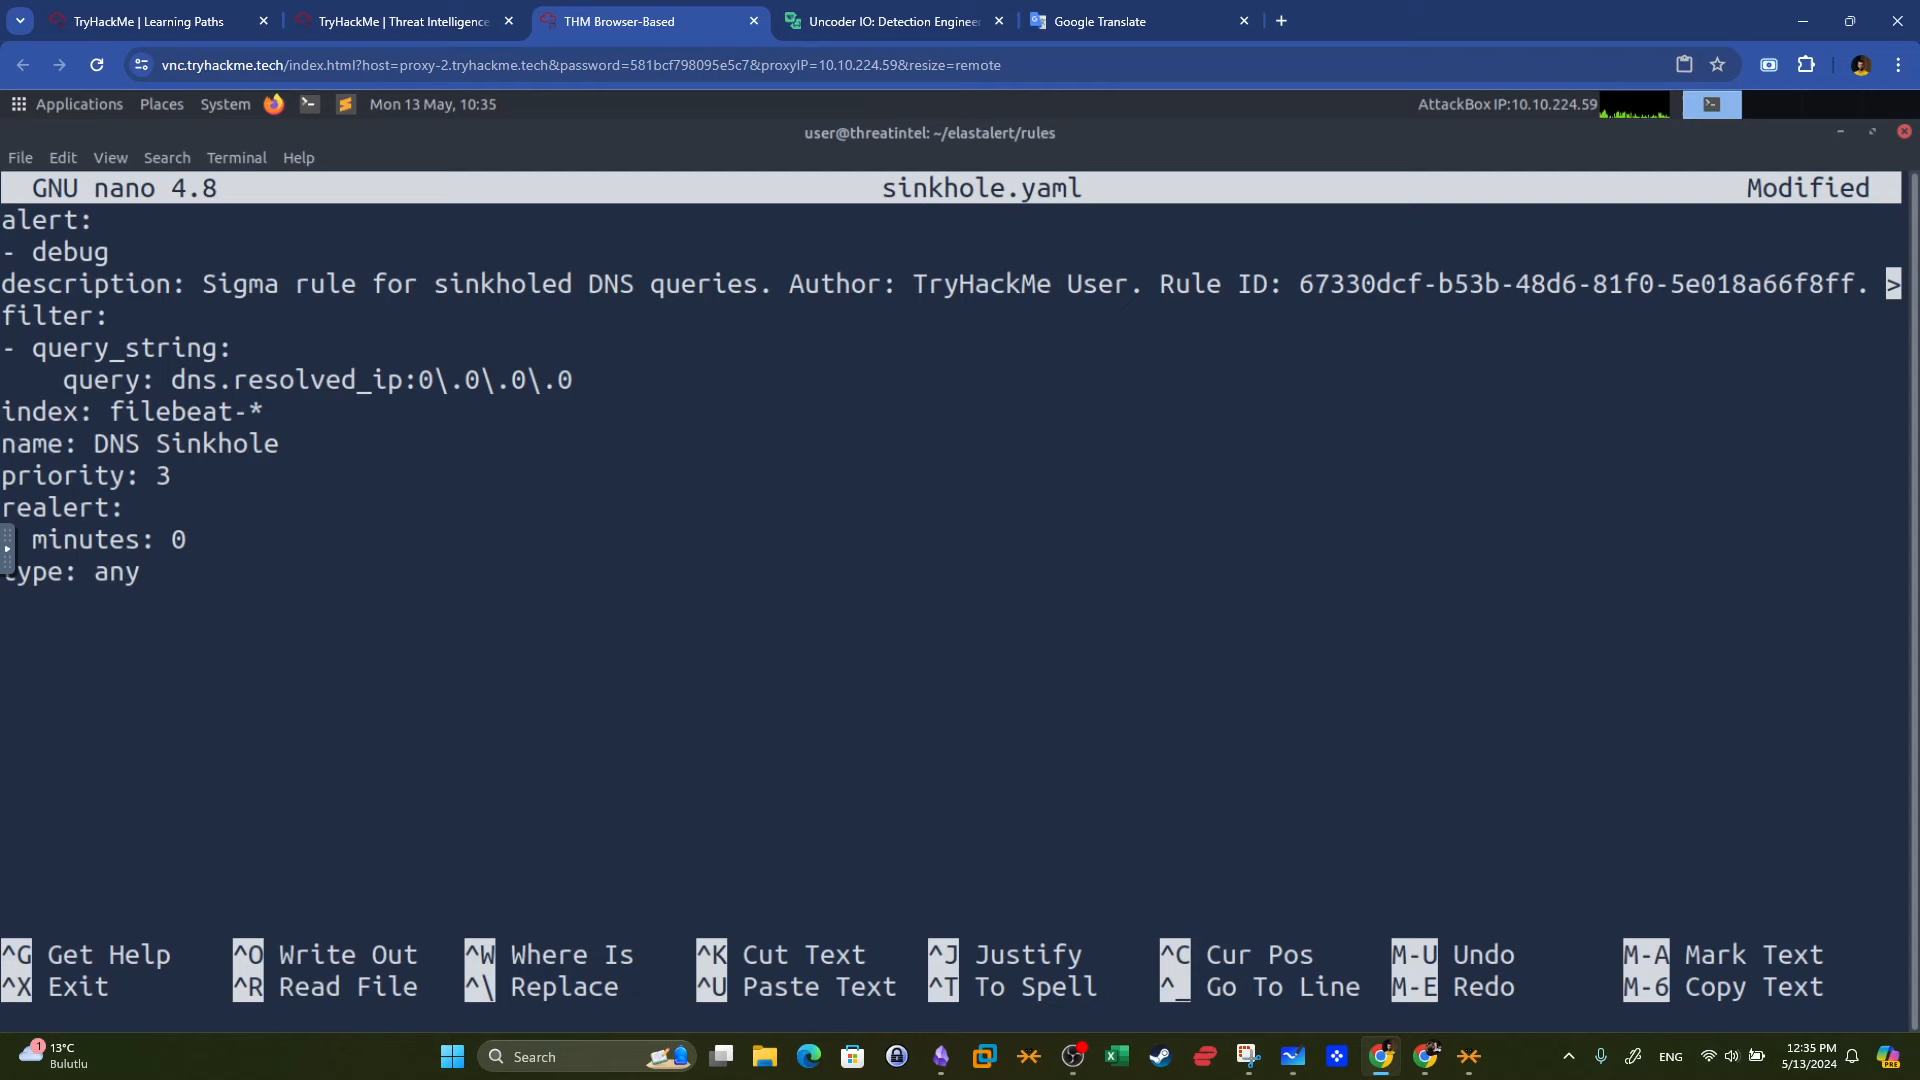 TryHackMe | Learning Paths
TryHackMe | Threat Intelligence
THM Browser-Based
Uncoder IO: Detection Engineer
Google Translate
vnc.tryhackme.tech/index.html?host=proxy-2.tryhackme.tech&password=581bcf798095e5c7&proxyIP=10.10.224.59&resize=remote
Applications Places System Mon 13 May, 10:35 AttackBox IP:10.10.224.59
user@threatintel: ~/elastalert/rules
File Edit View Search Terminal Help
GNU nano 4.8 sinkhole.yaml Modified
alert:
- debug
description: Sigma rule for sinkholed DNS queries. Author: TryHackMe User. Rule ID: 67330dcf-b53b-48d6-81f0-5e018a66f8ff. >
filter:
- query_string:
    query: dns.resolved_ip:0\.0\.0\.0
index: filebeat-*
name: DNS Sinkhole
priority: 3
realert:
  minutes: 0
type: any
^G Get Help ^O Write Out ^W Where Is ^K Cut Text ^J Justify ^C Cur Pos M-U Undo M-A Mark Text
^X Exit ^R Read File ^\ Replace ^U Paste Text ^T To Spell ^_ Go To Line M-E Redo M-6 Copy Text
1
13°C
Bulutlu
Search
ENG
12:35 PM
5/13/2024
PRE